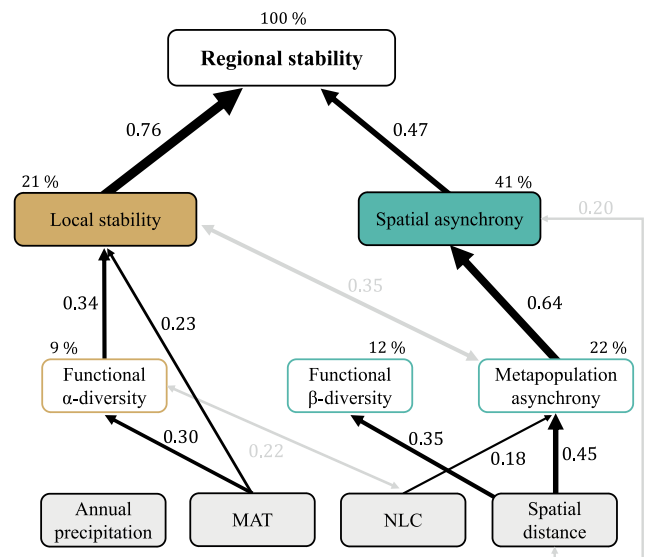 100 %
Regional stability
0.76
0.47
21 %
41 %
Local stability
Spatial asynchrony
0.20
0.35
0.34
0.23
0.64
9 %
12 %
22 %
Functional
α-diversity
Functional
β-diversity
Metapopulation
asynchrony
0.30
0.22
0.35
0.18
0.45
Annual
precipitation
MAT
NLC
Spatial
distance